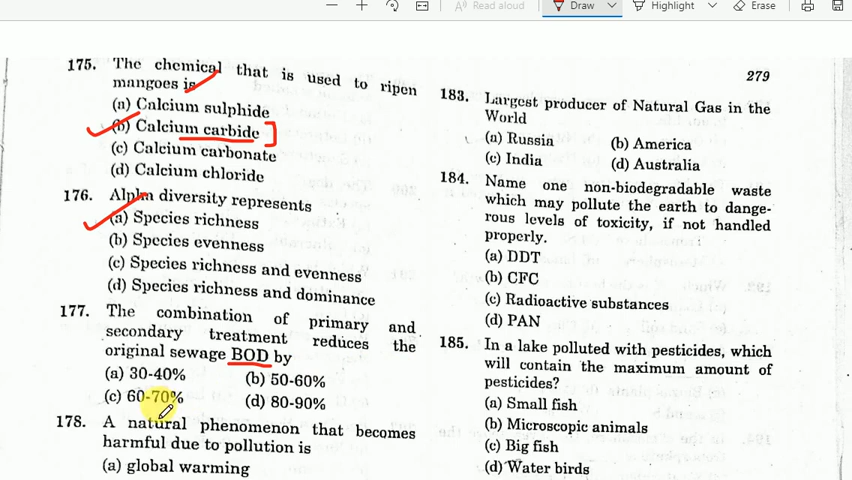 Read aloud
Draw
Highlight
Erase
175. The chemical that is used to ripen
mangoes is
(a) Calcium sulphide
(b) Calcium carbide
(c) Calcium carbonate
(d) Calcium chloride
176. Alpha diversity represents
(a) Species richness
(b) Species evenness
(c) Species richness and evenness
(d) Species richness and dominance
177. The combination of primary and
secondary treatment reduces the
original sewage BOD by
(a) 30-40% (b) 50-60%
(c) 60-70% (d) 80-90%
178. A natural phenomenon that becomes
harmful due to pollution is
(a) global warming
279
183. Largest producer of Natural Gas in the
World
(a) Russia (b) America
(c) India (d) Australia
184. Name one non-biodegradable waste
which may pollute the earth to dange-
rous levels of toxicity, if not handled
properly.
(a) DDT
(b) CFC
(c) Radioactive substances
(d) PAN
185. In a lake polluted with pesticides, which
will contain the maximum amount of
pesticides?
(a) Small fish
(b) Microscopic animals
(c) Big fish
(d) Water birds